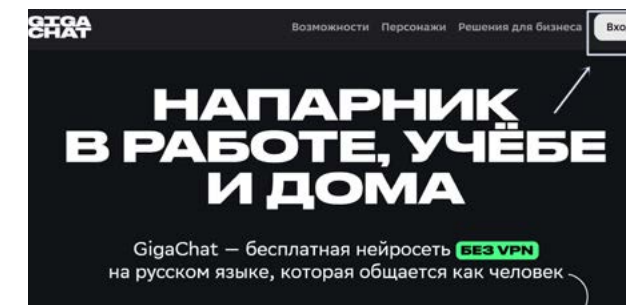 GIGA
CHAT
Возможности Персонажи Решения для бизнеса Вхо
НАПАРНИК
В РАБОТЕ, УЧЁБЕ
И ДОМА
GigaChat — бесплатная нейросеть БЕЗ VPN
на русском языке, которая общается как человек